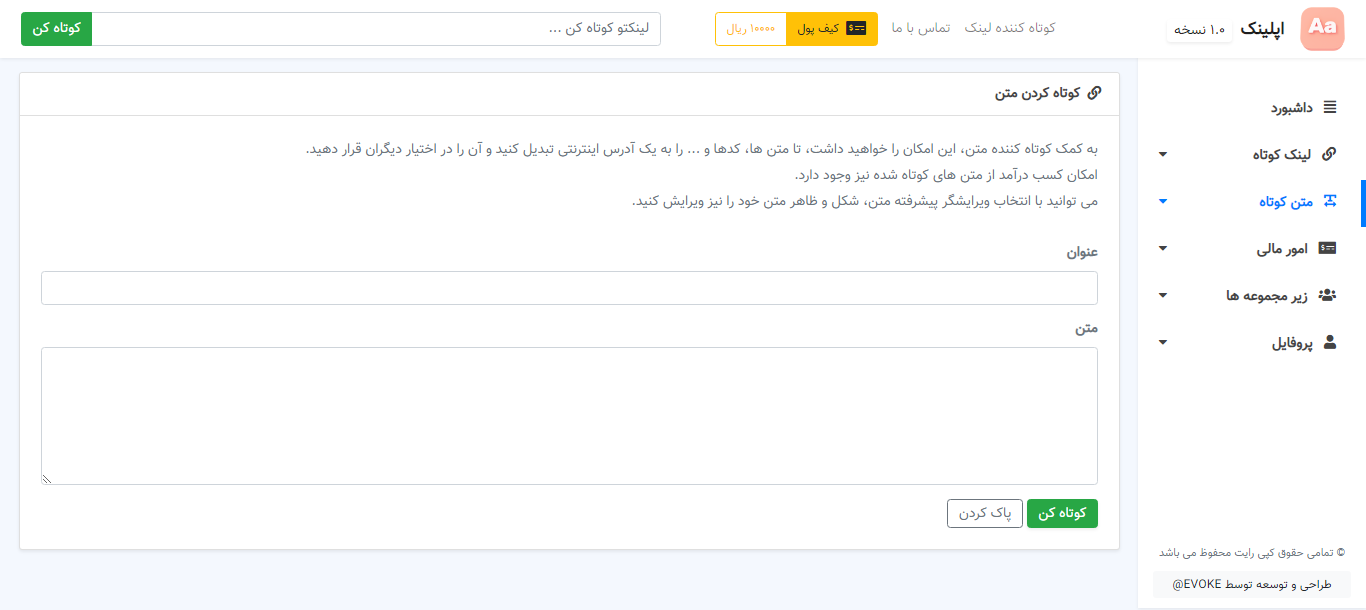 Aa
اپلینک
۱.۰ نسخه
کوتاه کننده لینک
تماس با ما
کیف پول
۱۰۰۰۰ ریال
لینکتو کوتاه کن ...
کوتاه کن
داشبورد
لینک کوتاه
متن کوتاه
امور مالی
زیر مجموعه ها
پروفایل
© تمامی حقوق کپی رایت محفوظ می باشد
طراحی و توسعه توسط EVOKE@
کوتاه کردن متن
به کمک کوتاه کننده متن، این امکان را خواهید داشت، تا متن ها، کدها و ... را به یک آدرس اینترنتی تبدیل کنید و آن را در اختیار دیگران قرار دهید.
امکان کسب درآمد از متن های کوتاه شده نیز وجود دارد.
می توانید با انتخاب ویرایشگر پیشرفته متن، شکل و ظاهر متن خود را نیز ویرایش کنید.
عنوان
متن
کوتاه کن
پاک کردن